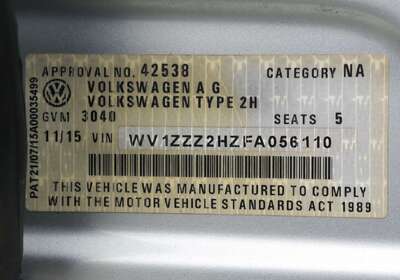 APPROVAL NO. 42538 CATEGORY NA
VOLKSWAGEN A G
VOLKSWAGEN TYPE 2H
GVM 3040 SEATS 5
11/15 VIN WV1ZZZ2HZFA056110
THIS VEHICLE WAS MANUFACTURED TO COMPLY
WITH THE MOTOR VEHICLE STANDARDS ACT 1989
PAT21/07/15A00035499